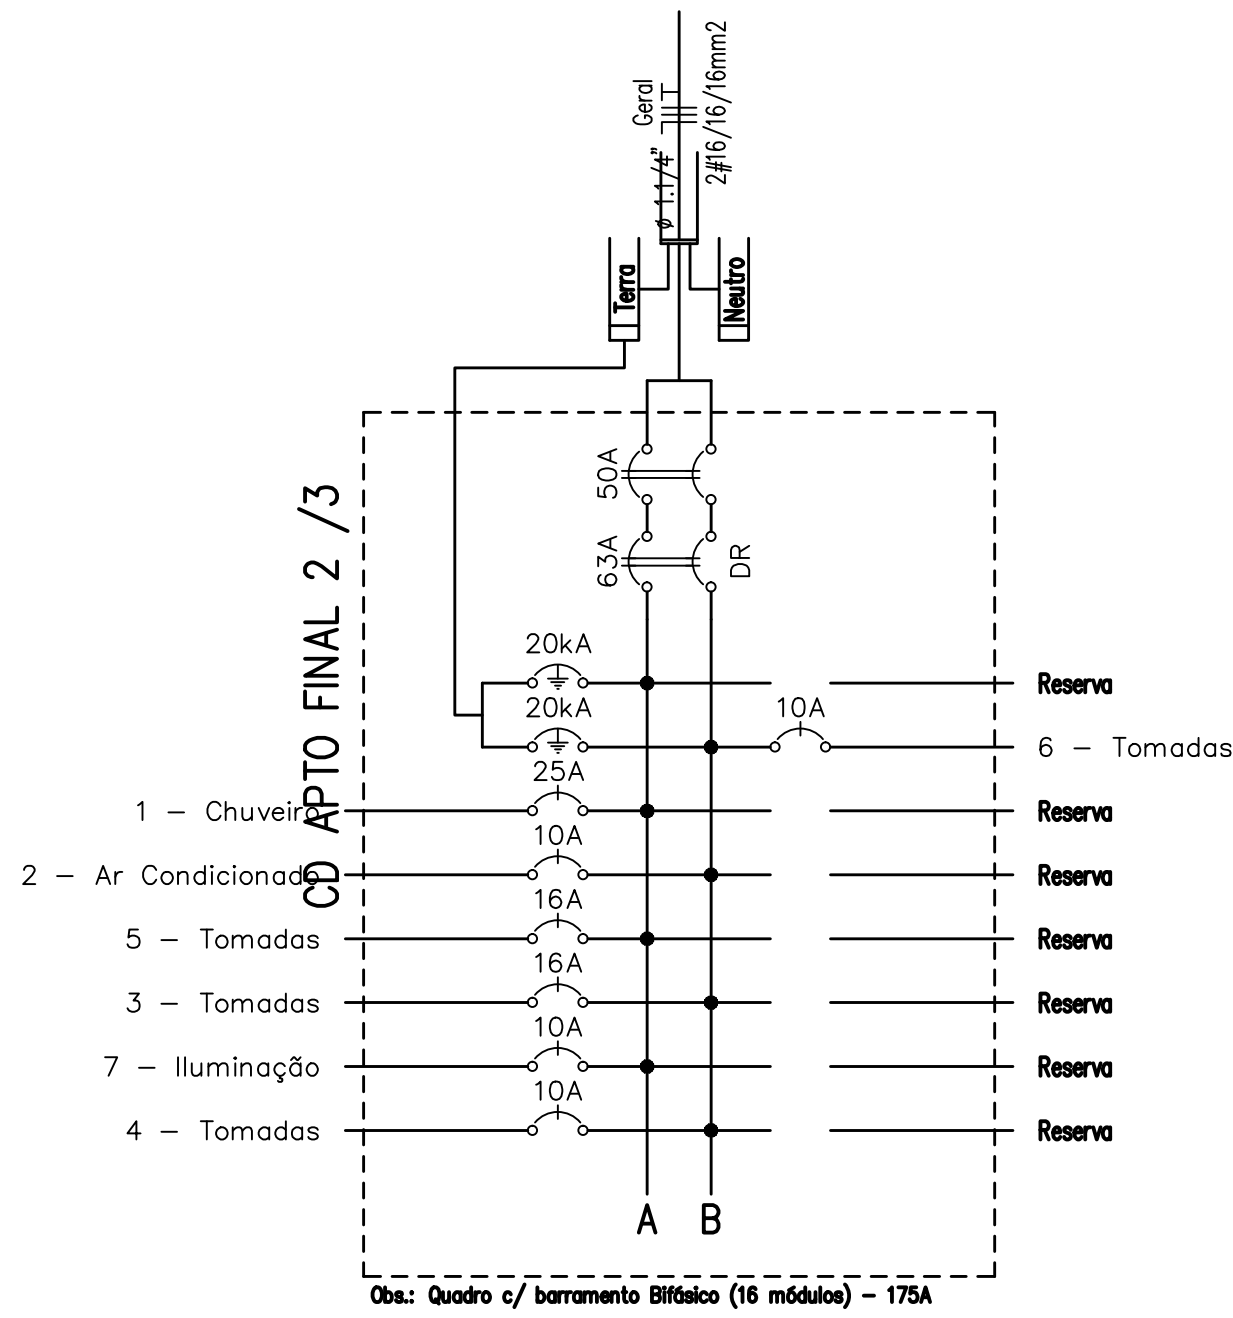 Geral
2#16/16/16mm2
ø 1.1/4"
Terra
Neutro
CD APTO FINAL 2 /3
50A
63A
DR
20kA
Reserva
20kA
10A
6 - Tomadas
25A
1 - Chuveiro
Reserva
10A
2 - Ar Condicionado
Reserva
16A
5 - Tomadas
Reserva
16A
3 - Tomadas
Reserva
10A
7 - Iluminação
Reserva
10A
4 - Tomadas
Reserva
A
B
Obs.: Quadro c/ barramento Bifásico (16 módulos) - 175A